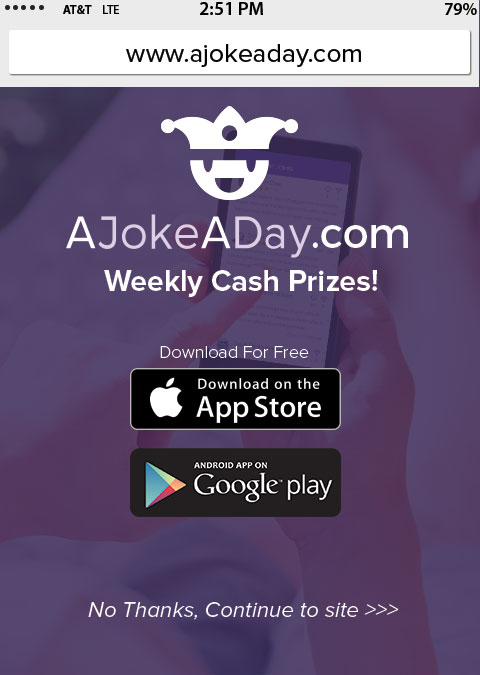 AT&T LTE 2:51 PM 79%
www.ajokeaday.com
AJokeADay.com
Weekly Cash Prizes!
Download For Free
Download on the
App Store
ANDROID APP ON
Google play
No Thanks, Continue to site >>>